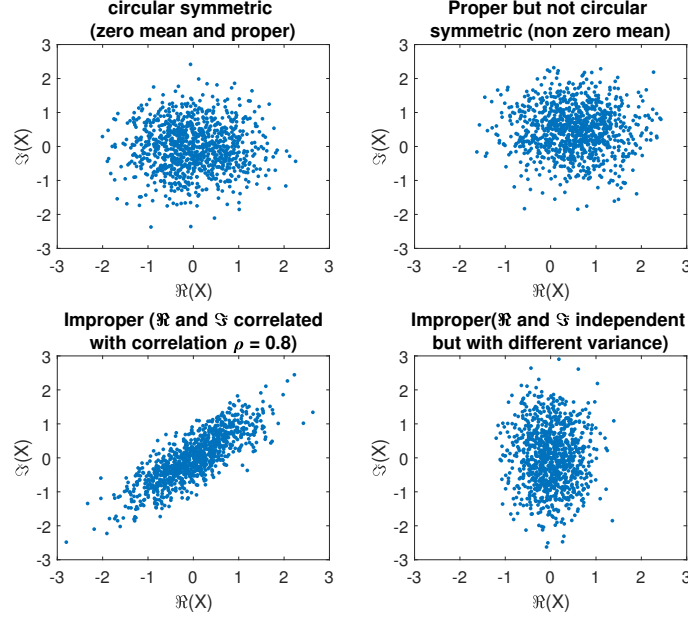 circular symmetric
(zero mean and proper)
3
2
1
0
-1
-2
-3
-3 -2 -1 0 1 2 3
ℑ(X)
ℜ(X)
Proper but not circular
symmetric (non zero mean)
3
2
1
0
-1
-2
-3
-3 -2 -1 0 1 2 3
ℑ(X)
ℜ(X)
Improper (ℜ and ℑ correlated
with correlation ρ = 0.8)
3
2
1
0
-1
-2
-3
-3 -2 -1 0 1 2 3
ℑ(X)
ℜ(X)
Improper(ℜ and ℑ independent
but with different variance)
3
2
1
0
-1
-2
-3
-3 -2 -1 0 1 2 3
ℑ(X)
ℜ(X)